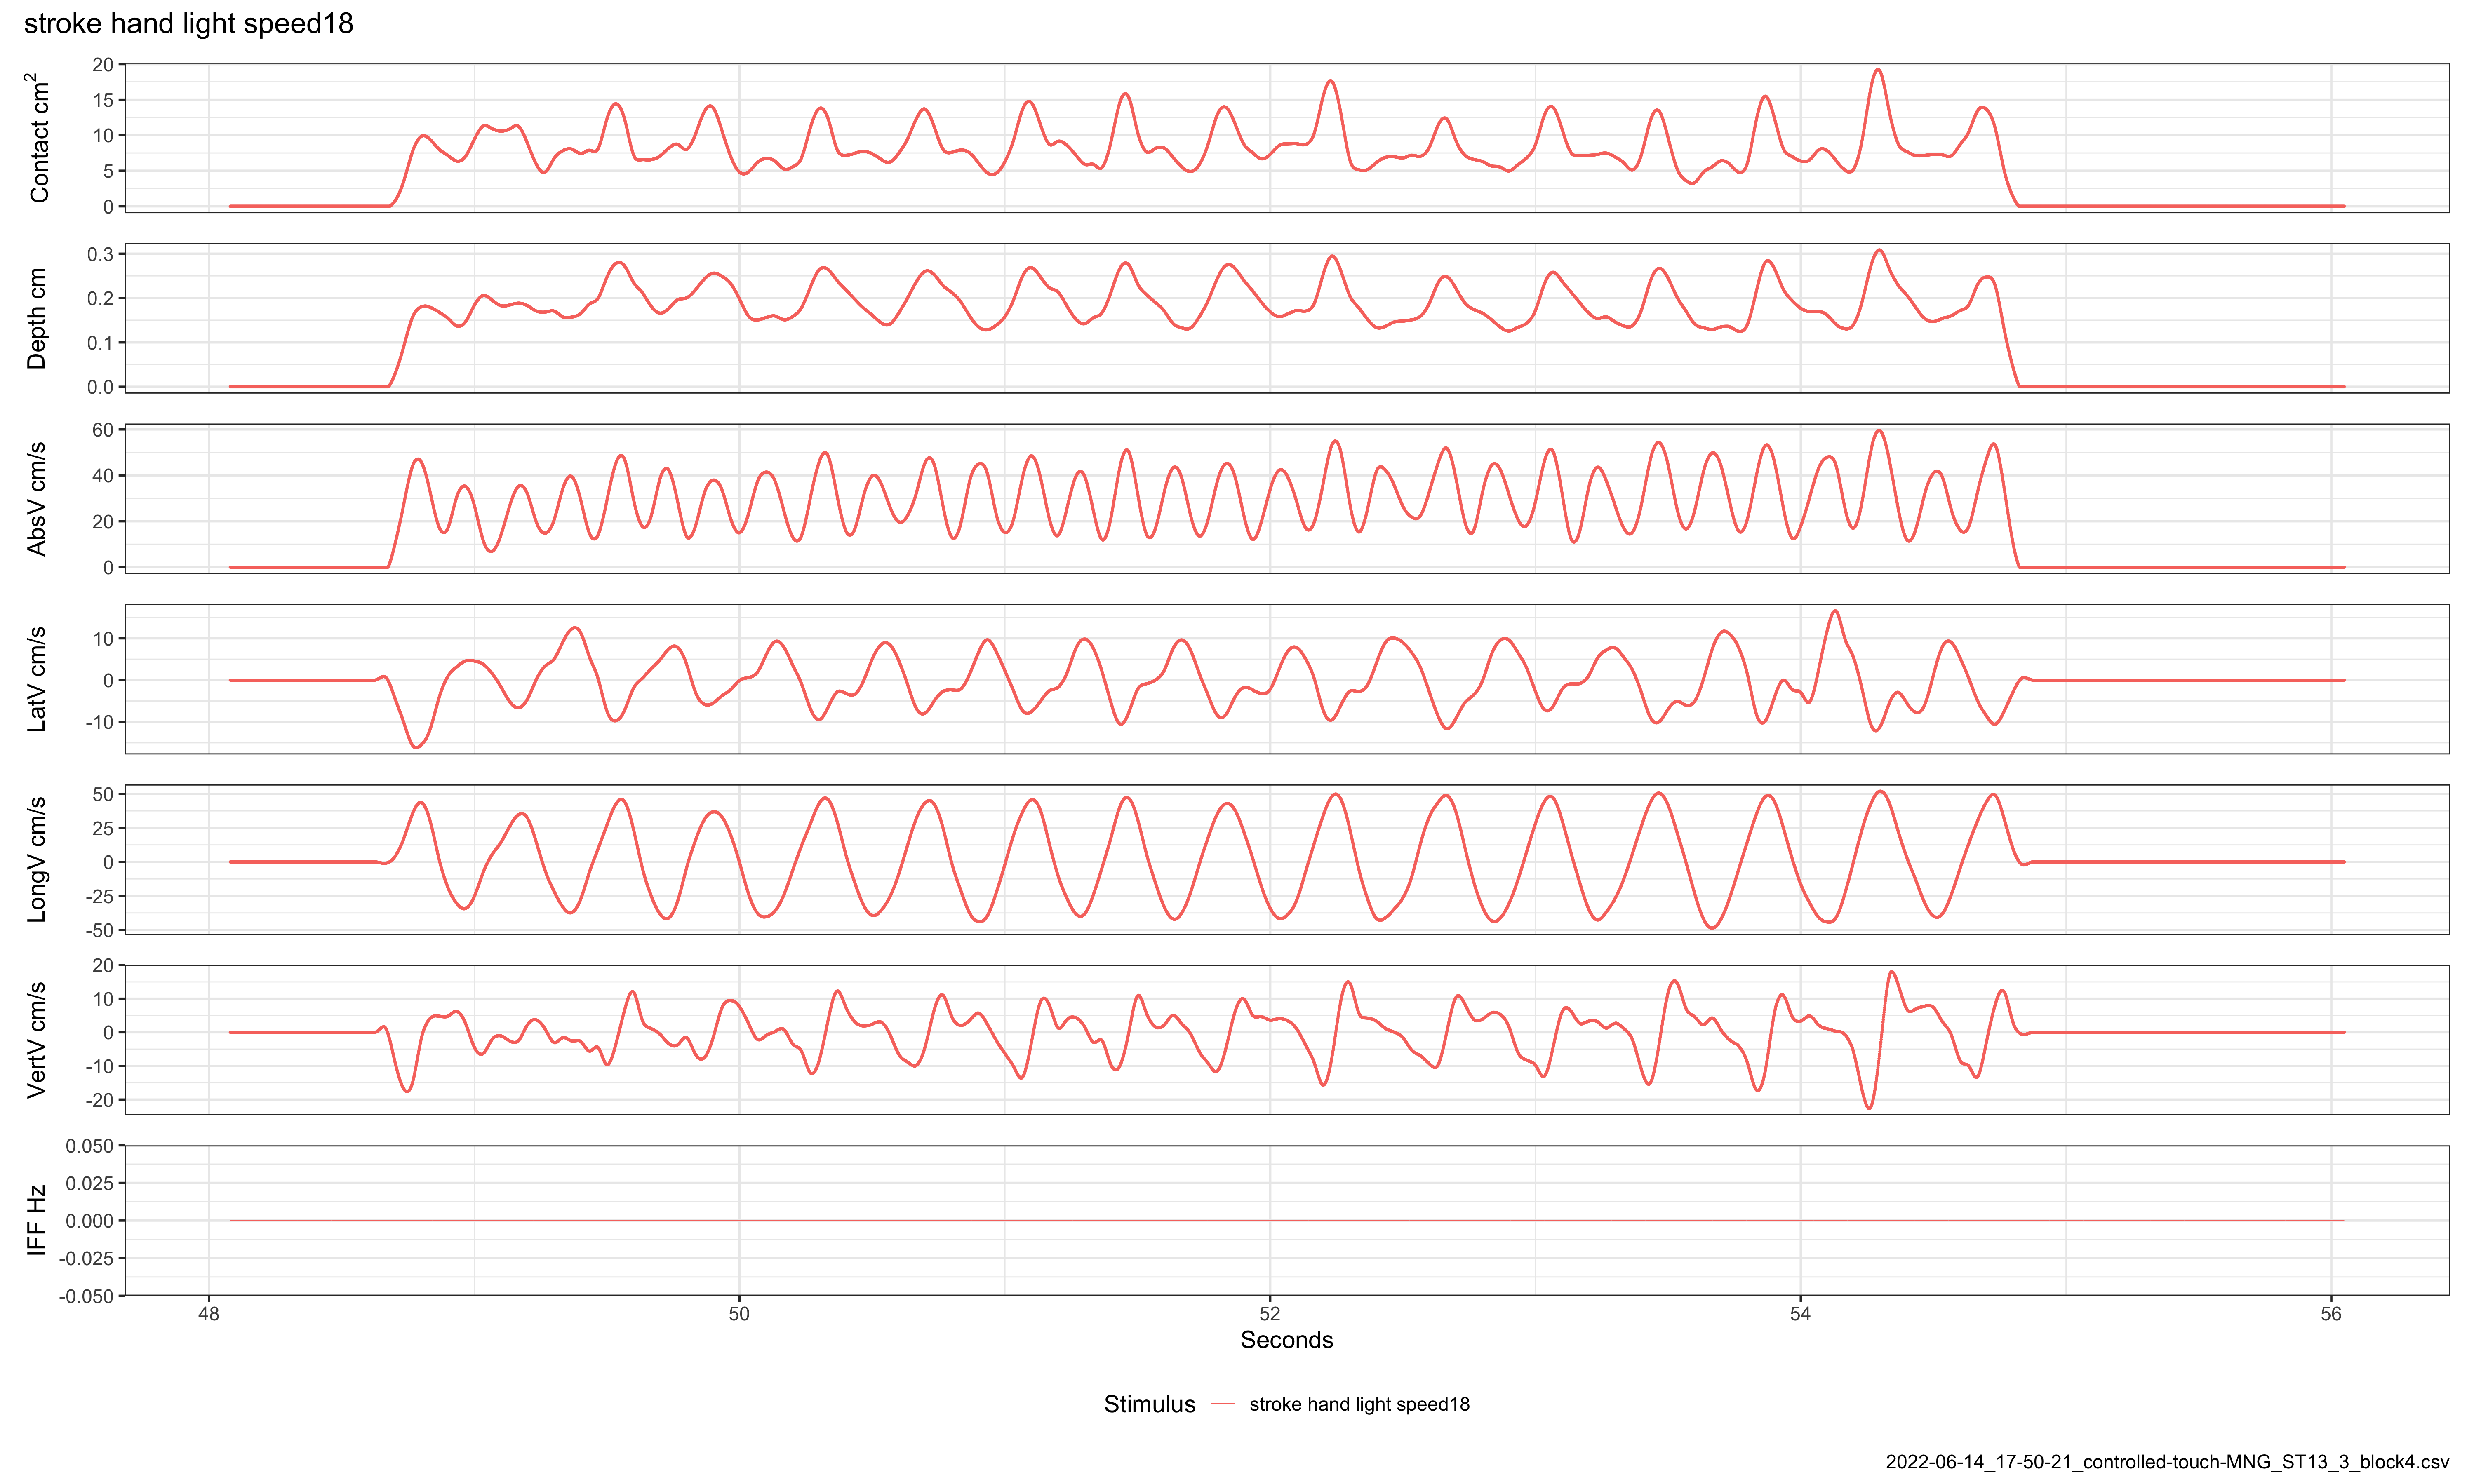 stroke hand light speed18
Contact cm²
20
15
10
5
0
Depth cm
0.3
0.2
0.1
0.0
AbsV cm/s
60
40
20
0
LatV cm/s
10
0
-10
LongV cm/s
50
25
0
-25
-50
VertV cm/s
20
10
0
-10
-20
IFF Hz
0.050
0.025
0.000
-0.025
-0.050
48 50 52 54 56
Seconds
Stimulus stroke hand light speed18
2022-06-14_17-50-21_controlled-touch-MNG_ST13_3_block4.csv